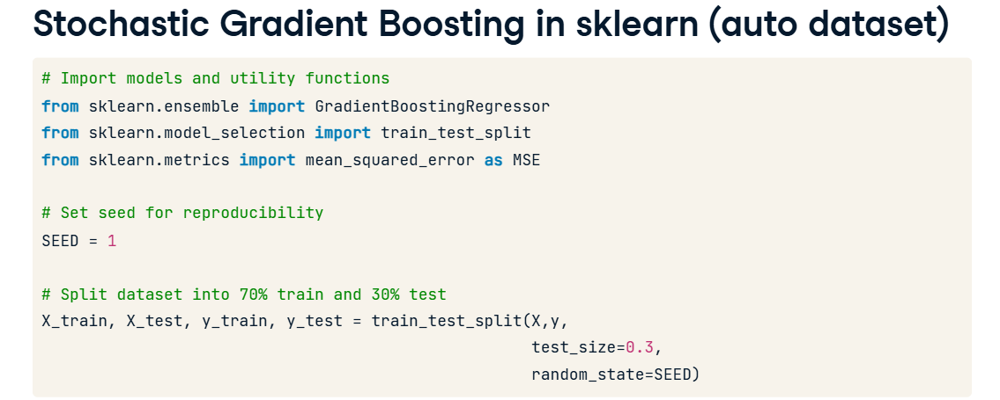 Stochastic Gradient Boosting in sklearn (auto dataset)
# Import models and utility functions
from sklearn.ensemble import GradientBoostingRegressor
from sklearn.model_selection import train_test_split
from sklearn.metrics import mean_squared_error as MSE
# Set seed for reproducibility
SEED = 1
# Split dataset into 70% train and 30% test
X_train, X_test, y_train, y_test = train_test_split(X,y,
test_size=0.3,
random_state=SEED)